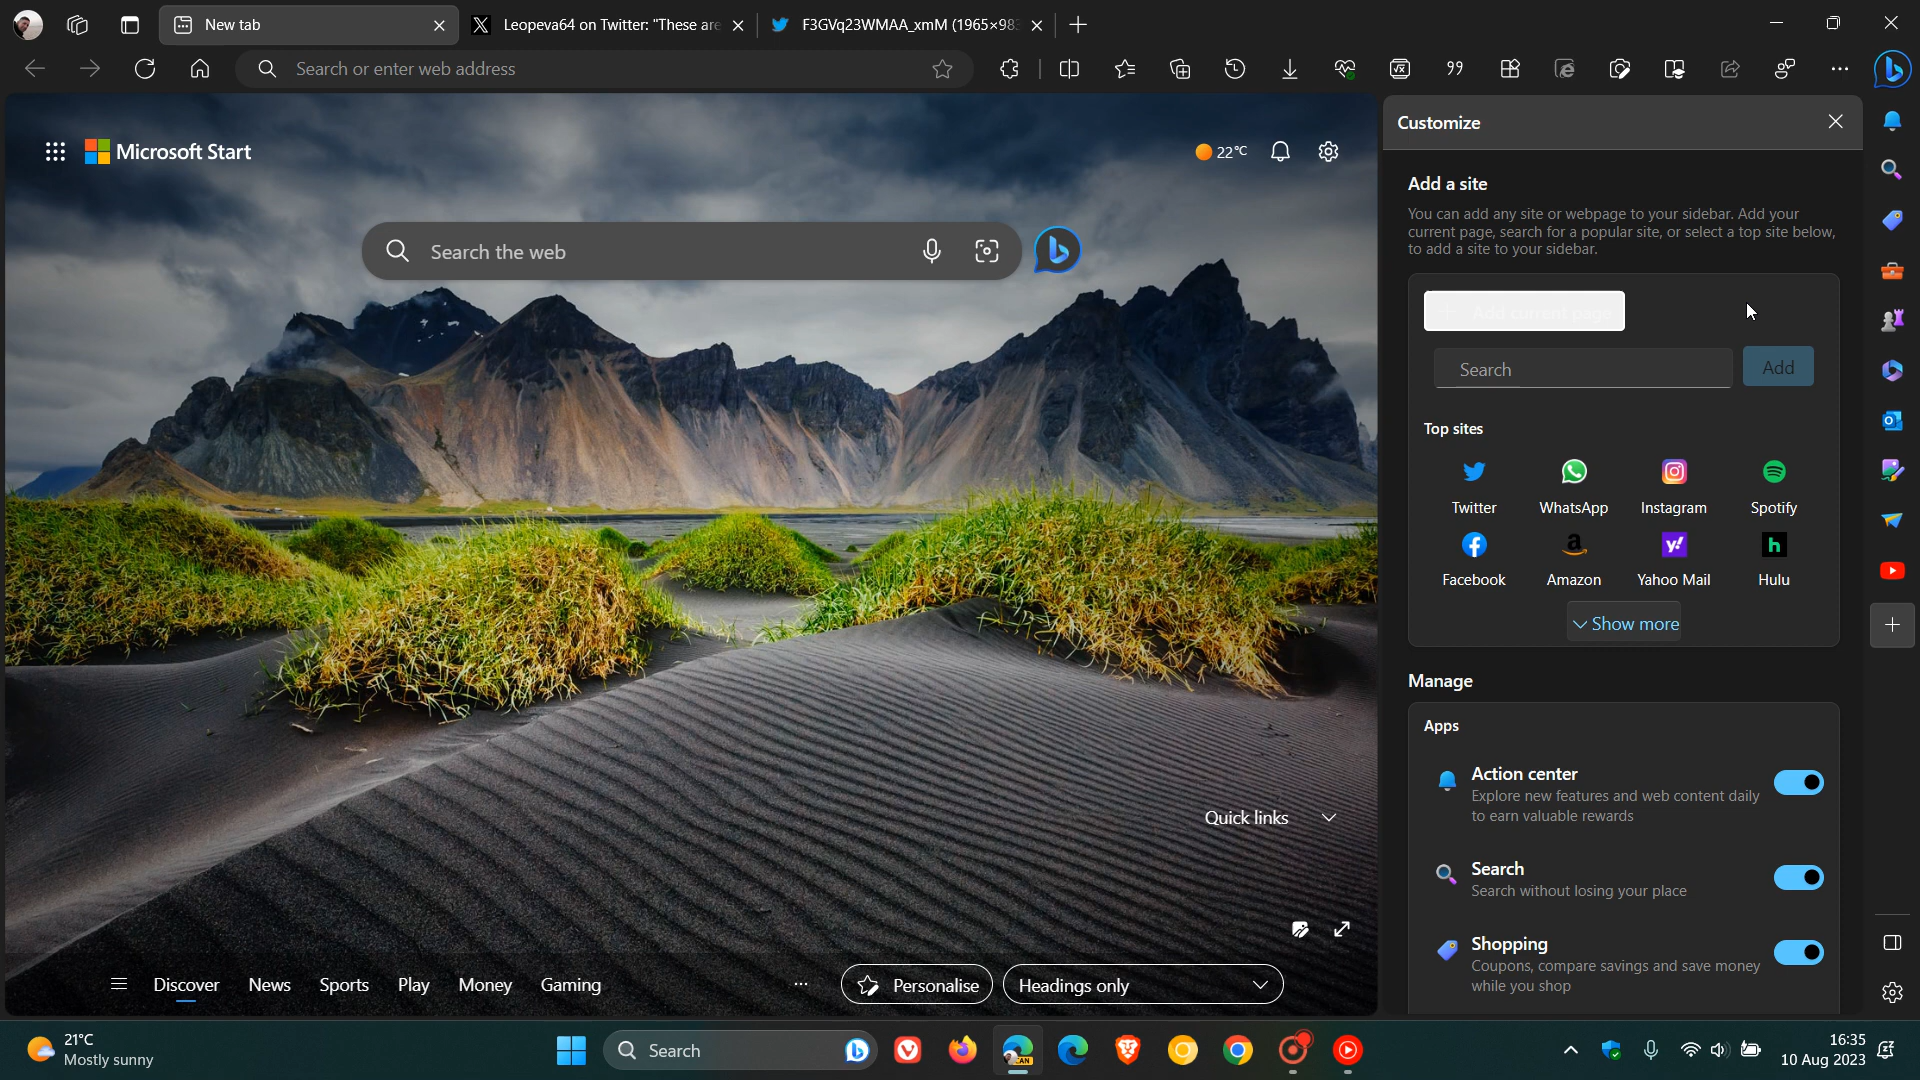 New tab
Leopeva64 on Twitter: "These are
F3GVq23WMAA_xmM (1965×98
Search or enter web address
Microsoft Start
22°C
Search the web
Quick links
Discover
News
Sports
Play
Money
Gaming
Personalise
Headings only
Customize
Add a site
You can add any site or webpage to your sidebar. Add your
current page, search for a popular site, or select a top site below,
to add a site to your sidebar.
Add current page
Search
Add
Top sites
Twitter
WhatsApp
Instagram
Spotify
Facebook
Amazon
Yahoo Mail
Hulu
Show more
Manage
Apps
Action center
Explore new features and web content daily
to earn valuable rewards
Search
Search without losing your place
Shopping
Coupons, compare savings and save money
while you shop
21°C
Mostly sunny
Search
CAN
16:35
10 Aug 2023